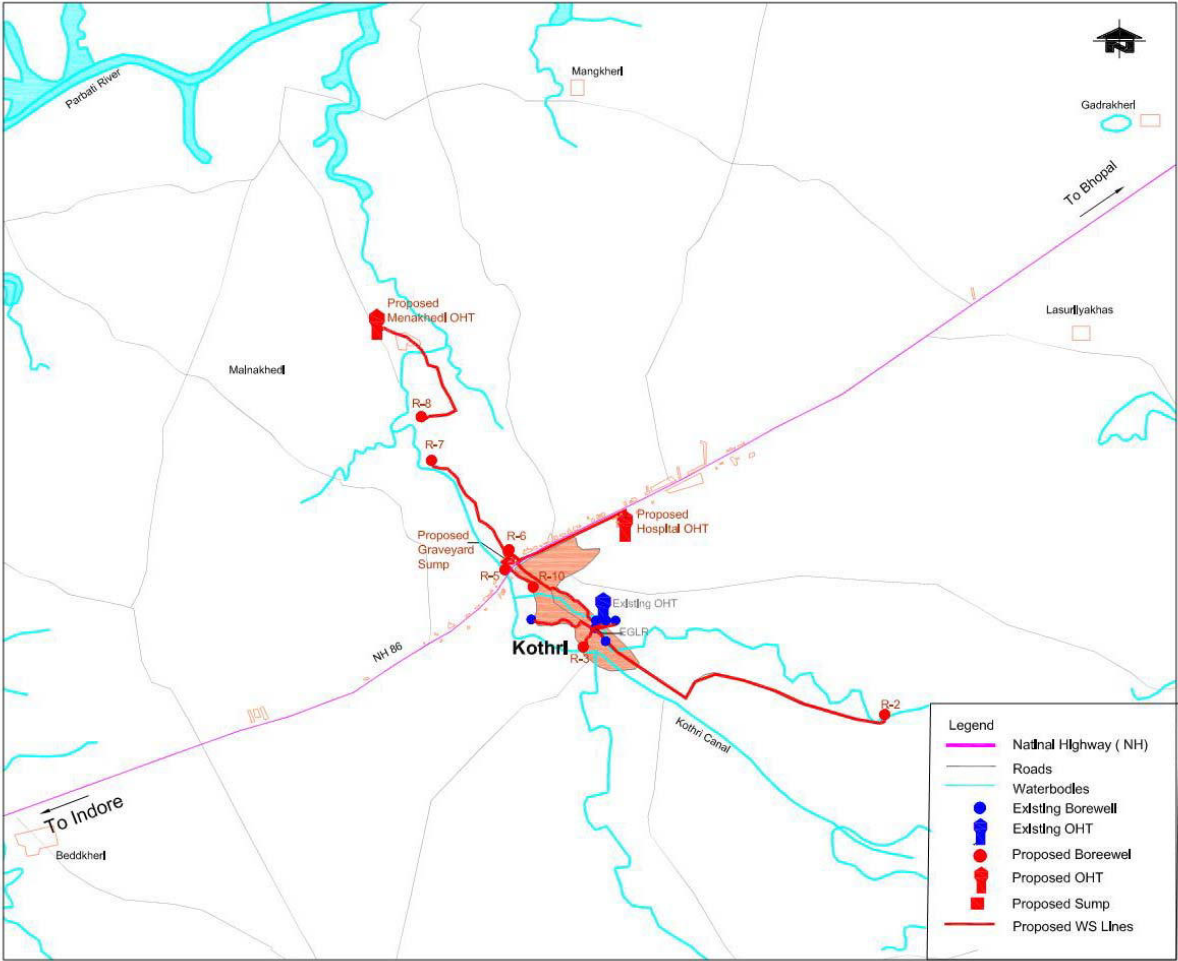 Parbati River
Mangkheri
Gadrakheri
To Bhopal
Proposed
Menakhedi OHT
Lasurliyakhas
Malnakhedi
R-8
R-7
Proposed
Hospital OHT
R-6
Proposed
Graveyard
Sump
R-5
R-10
Existing OHT
EGLR
Kothri
R-3
NH 86
R-2
Kothri Canal
To Indore
Beddkheri
Legend
Natinal Highway ( NH)
Roads
Waterbodies
Existing Borewell
Existing OHT
Proposed Boreewel
Proposed OHT
Proposed Sump
Proposed WS Lines